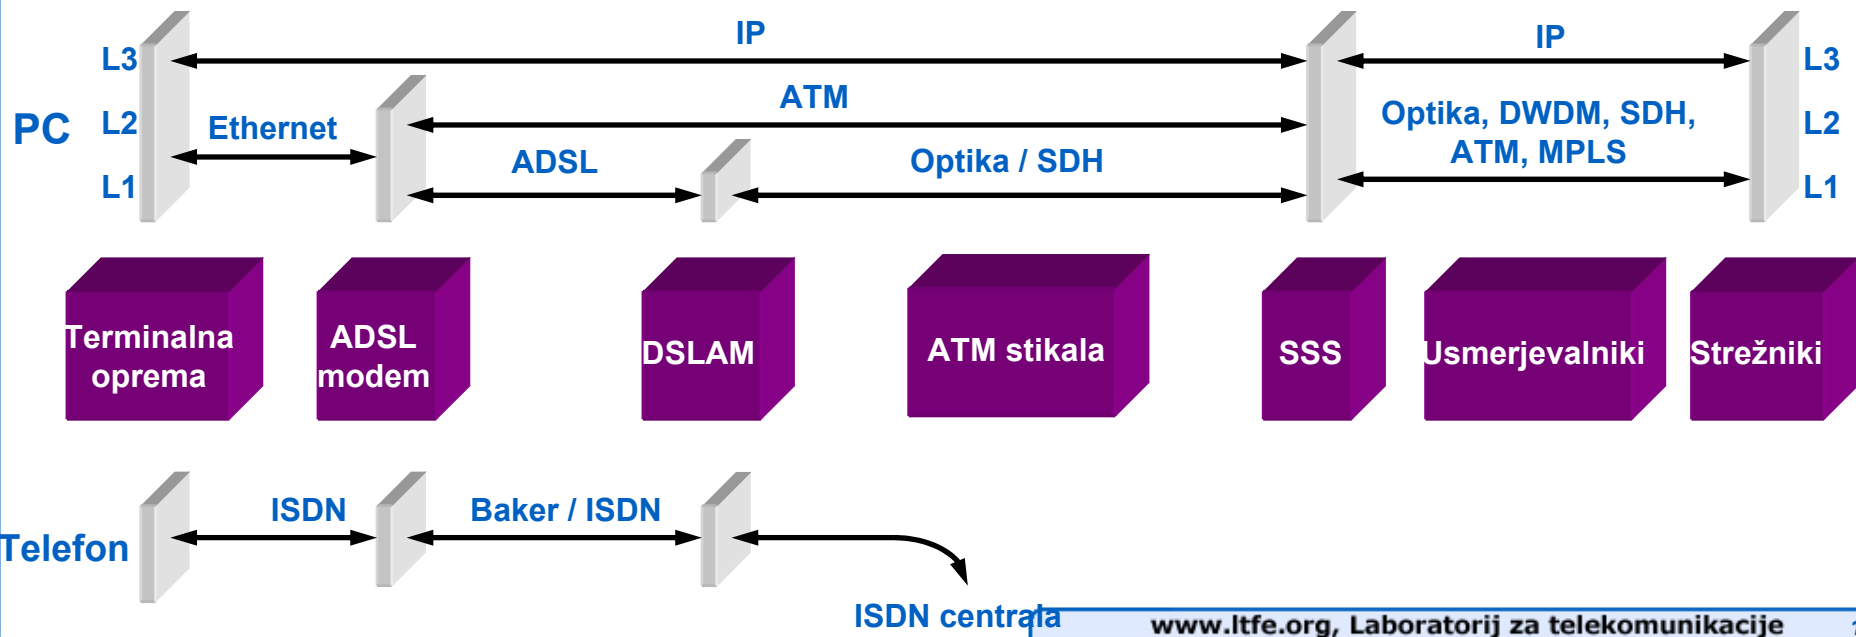 IP
IP
L3
L3
ATM
PC
L2
Ethernet
Optika, DWDM, SDH,
ATM, MPLS
L2
ADSL
Optika / SDH
L1
L1
Terminalna
oprema
ADSL
modem
DSLAM
ATM stikala
SSS
Usmerjevalniki
Strežniki
ISDN
Baker / ISDN
Telefon
ISDN centrala
www.ltfe.org, Laboratorij za telekomunikacije